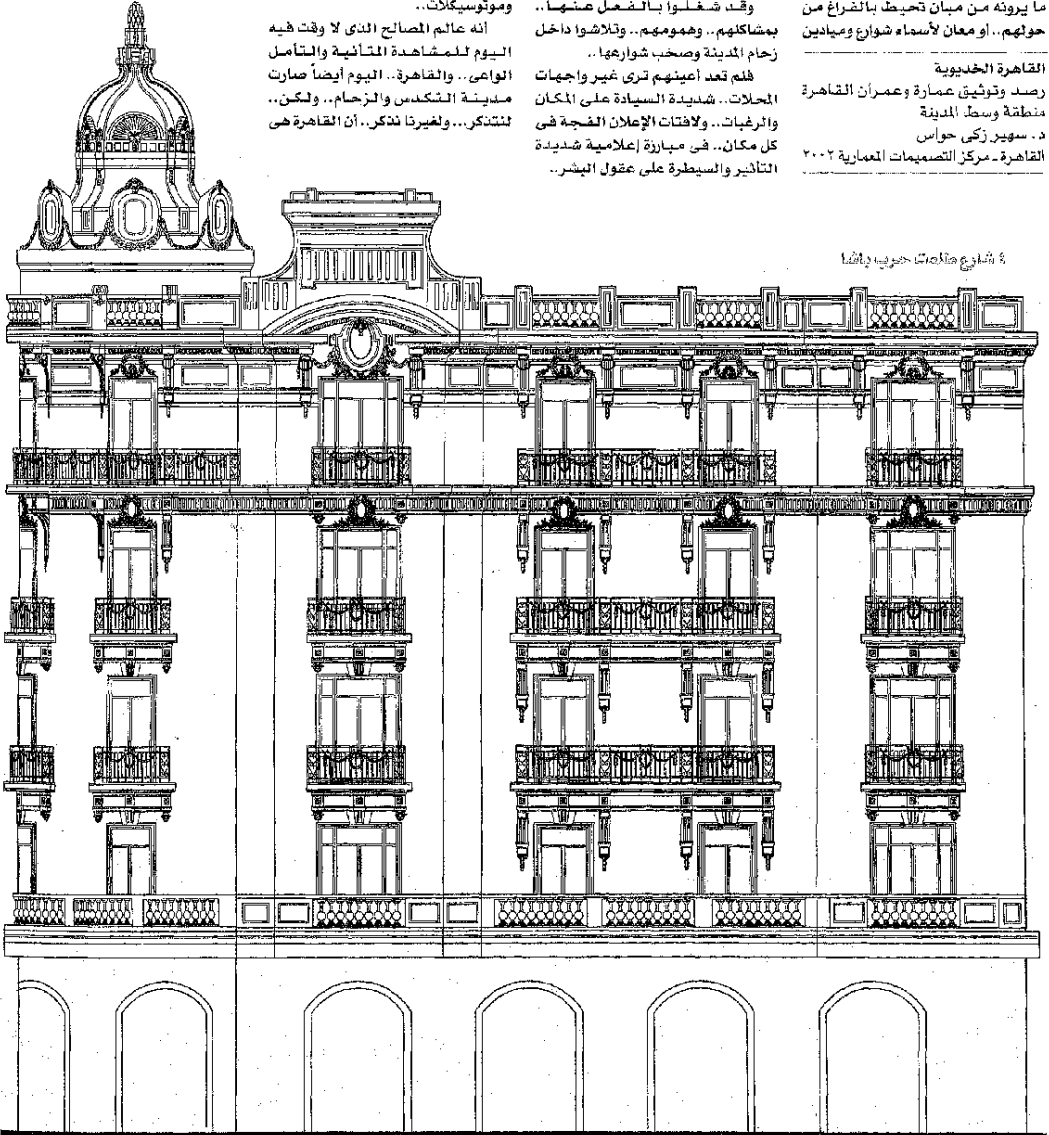 ما يرونه من مبان تحيط بالفراغ من
حولهم.. أو معان لأسماء شوارع وميادين
القاهرة الخديوية
رصد وتوثيق عمارة وعمران القاهرة
منطقة وسط المدينة
د. سهير زكى حواس
القاهرة ـ مركز التصميمات المعمارية ٢٠٠٢
وقد شغلوا بالفعل عنها..
بمشاكلهم.. وهمومهم.. وتلاشوا داخل
زحام المدينة وصخب شوارعها..
فلم تعد أعينهم ترى غير واجهات
المحلات.. شديدة السيادة على المكان
والرغبات.. ولافتات الإعلان الفجة فى
كل مكان.. فى مبارزة إعلامية شديدة
التأثير والسيطرة على عقول البشر..
وموتوسيكلات..
أنه عالم المصالح الذى لا وقت فيه
اليوم للمشاهدة المتأنية والتأمل
الواعى.. والقاهرة.. اليوم أيضاً صارت
مدينة التكدس والزحام.. ولكن..
لنتذكر... ولغيرنا نذكر.. أن القاهرة هى
٤ شارع طلعت حرب باشا